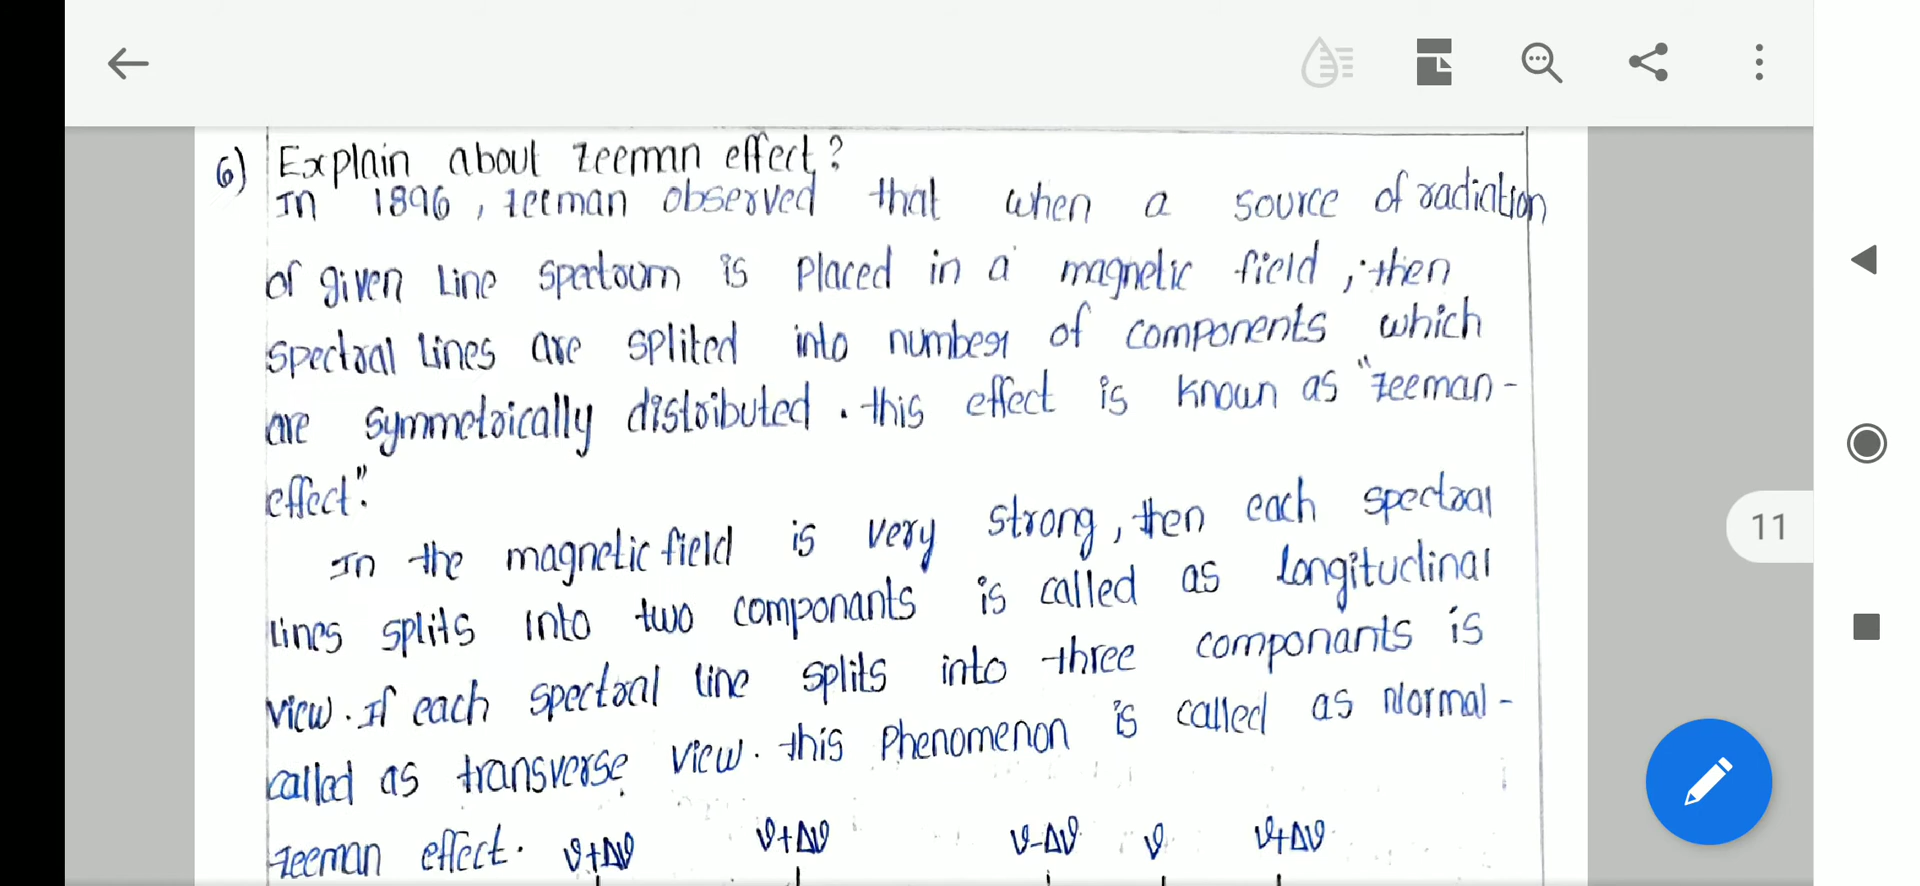 6) Explain about Zeeman effect?
In 1896, zeeman observed that when a source of radiation
of given Line spectrum is placed in a magnetic field, then
spectral Lines are splited into number of components which
are symmetrically distributed. this effect is known as "zeeman-
effect".
In the magnetic field is very strong, then each spectral
Lines splits into two componants is called as Longitudinal
view. If each spectral line splits into three componants is
called as transverse view. this Phenomenon is called as Normal-
zeeman effect. ϑ+Δϑ ϑ+Δϑ ϑ-Δϑ ϑ ϑ+Δϑ
11